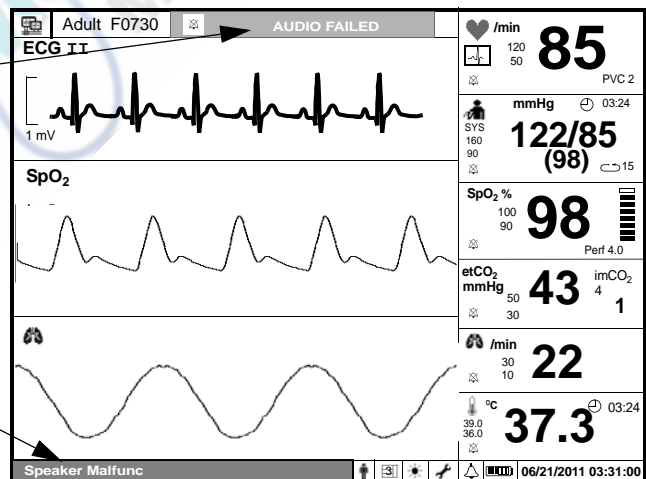 Adult F0730
AUDIO FAILED
ECG II
1 mV
SpO₂
Speaker Malfunc
/min
120
50
85
PVC 2
mmHg
03:24
SYS
160
90
122/85
(98)
15
SpO₂ %
100
90
98
Perf 4.0
etCO₂
mmHg
50
30
43
imCO₂
4
1
/min
30
10
22
°C
39.0
36.0
37.3
03:24
3
06/21/2011 03:31:00